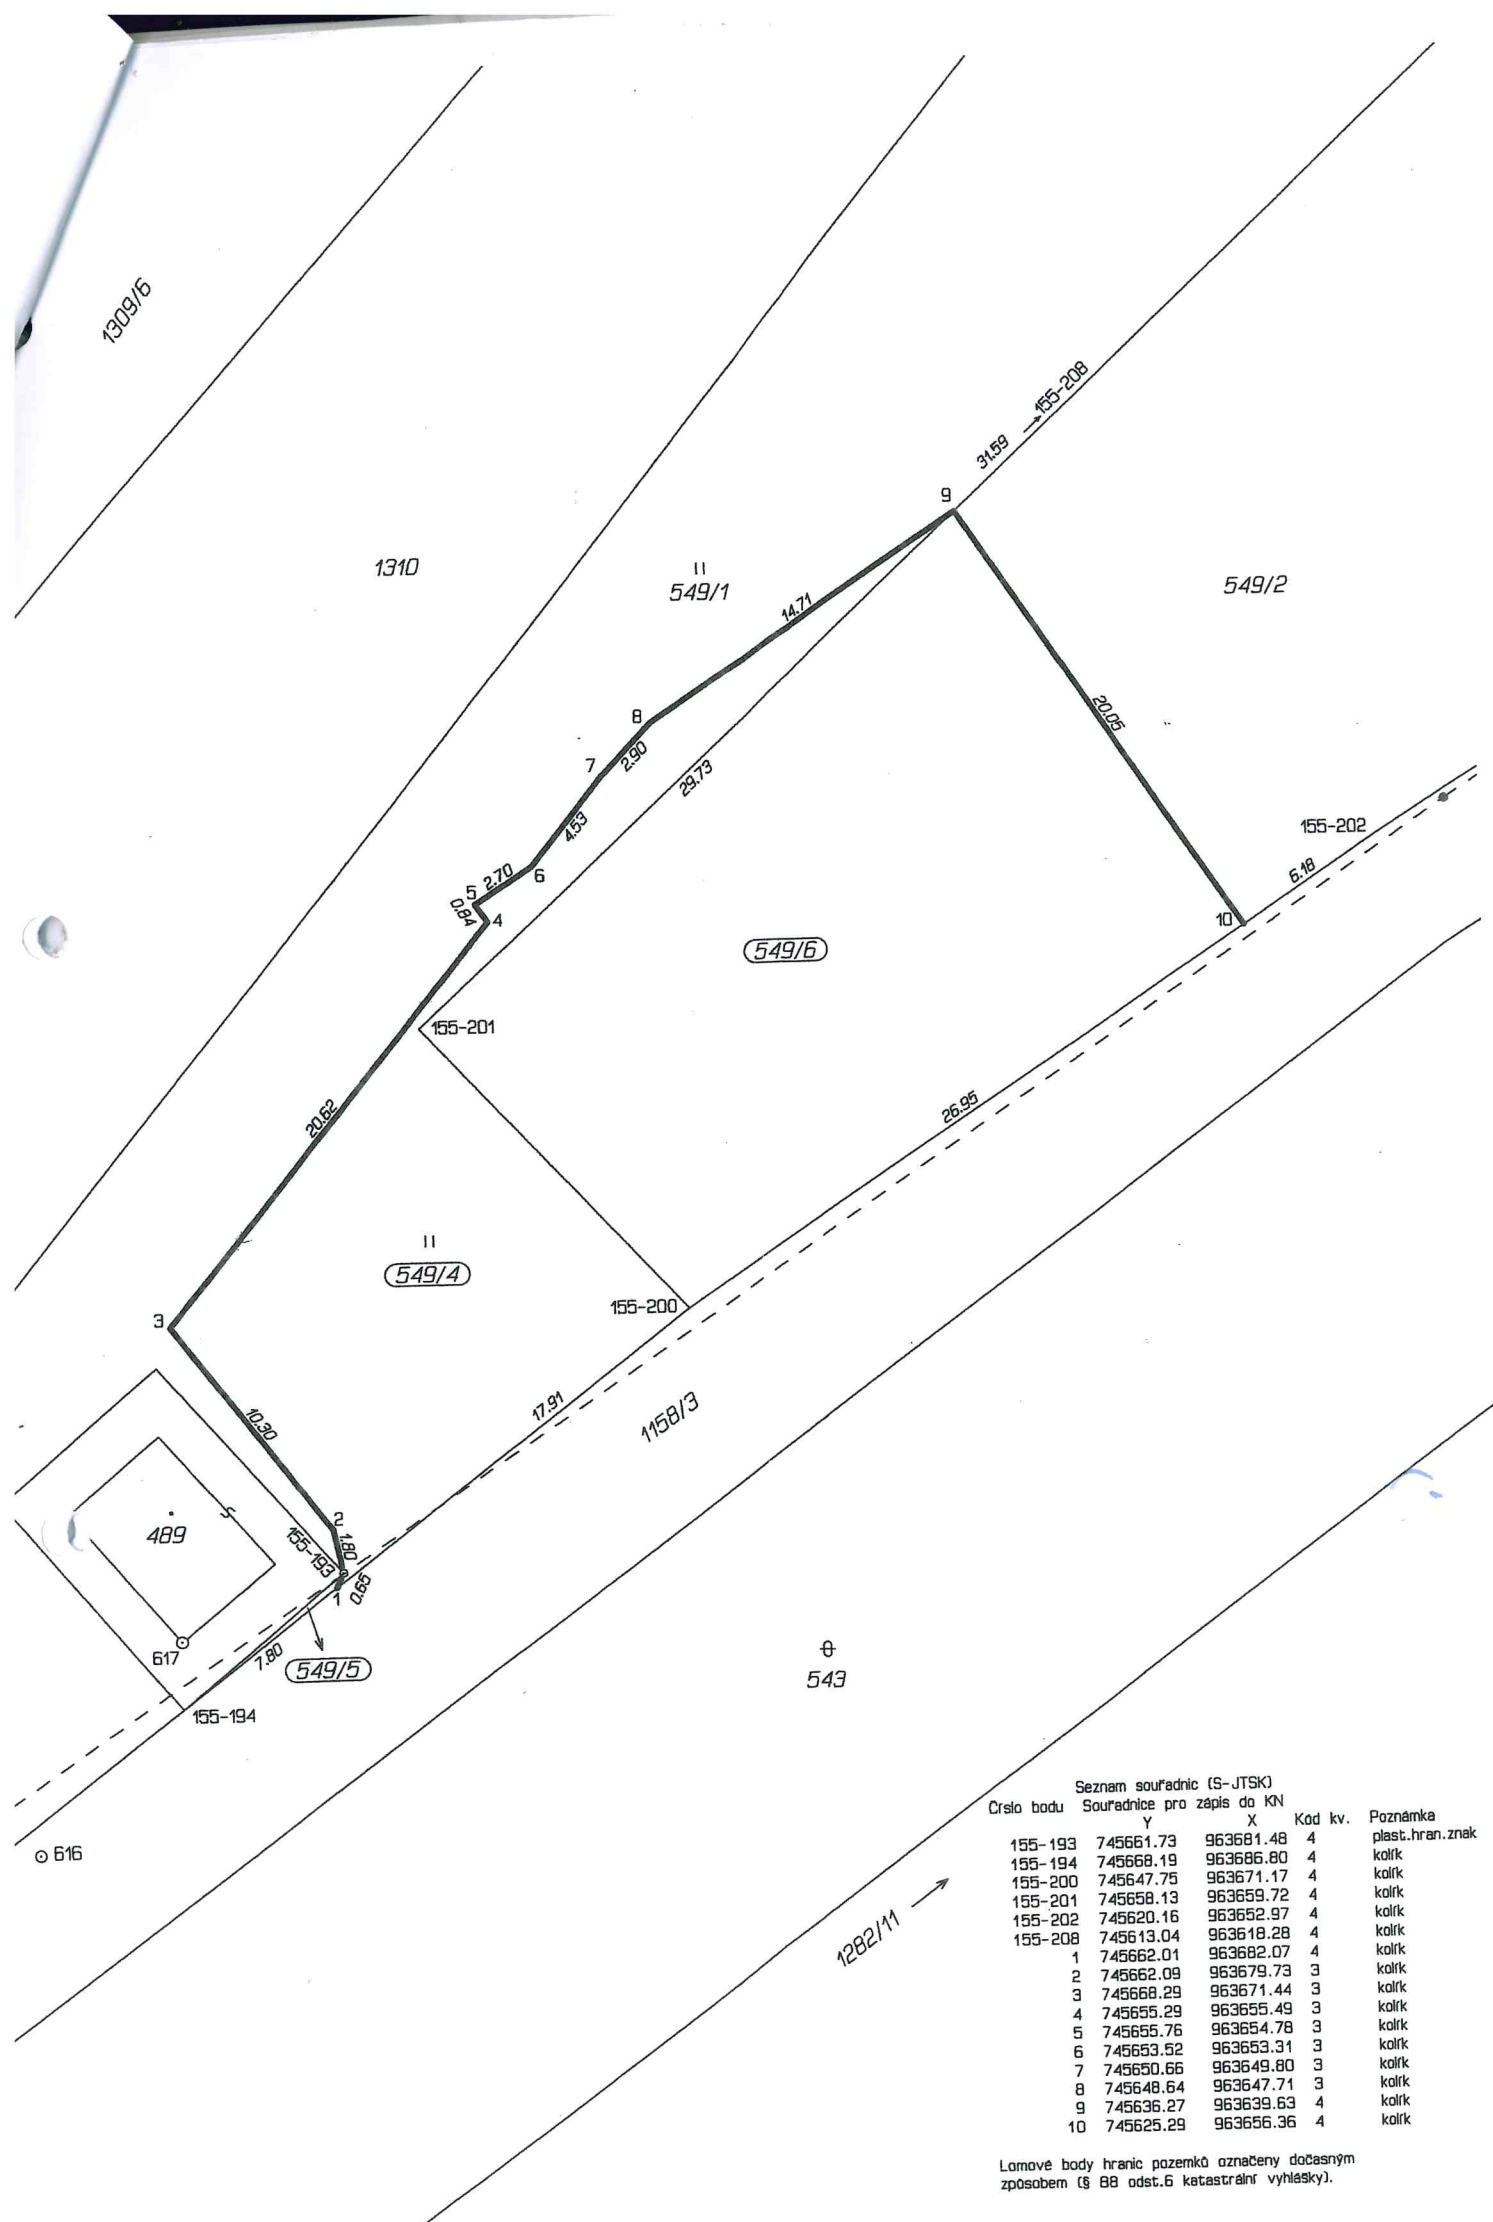 1309/6
155-208
31.59
9
1310
II
549/1
549/2
14.71
20.05
8
2.90
7
29.73
4.53
155-202
6.18
2.70
6
5
0.84
4
10
549/6
155-201
26.95
20.62
II
549/4
155-200
3
17.91
1158/3
10.30
2
1.80
489
155-193
0.65
1
617
7.80
549/5
543
155-194
616
1282/11
Seznam souřadnic (S-JTSK)
Číslo bodu Souřadnice pro zápis do KN
Y X Kód kv. Poznámka
155-193 745661.73 963681.48 4 plast.hran.znak
155-194 745668.19 963686.80 4 kolík
155-200 745647.75 963671.17 4 kolík
155-201 745658.13 963659.72 4 kolík
155-202 745620.16 963652.97 4 kolík
155-208 745613.04 963618.28 4 kolík
1 745662.01 963682.07 4 kolík
2 745662.09 963679.73 3 kolík
3 745668.29 963671.44 3 kolík
4 745655.29 963655.49 3 kolík
5 745655.76 963654.78 3 kolík
6 745653.52 963653.31 3 kolík
7 745650.66 963649.80 3 kolík
8 745648.64 963647.71 3 kolík
9 745636.27 963639.63 4 kolík
10 745625.29 963656.36 4 kolík
Lomové body hranic pozemků označeny dočasným
způsobem (§ 88 odst.6 katastrální vyhlášky).